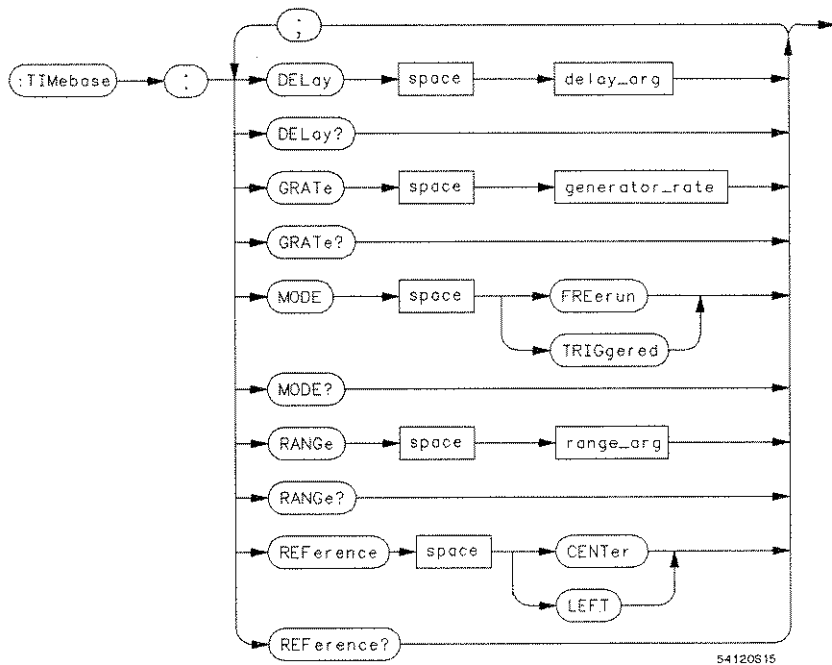 ;
:TIMebase : DELay space delay_arg
DELay?
GRATe space generator_rate
GRATe?
MODE space FREerun
TRIGgered
MODE?
RANGe space range_arg
RANGe?
REFerence space CENTer
LEFT
REFerence?
54120S15